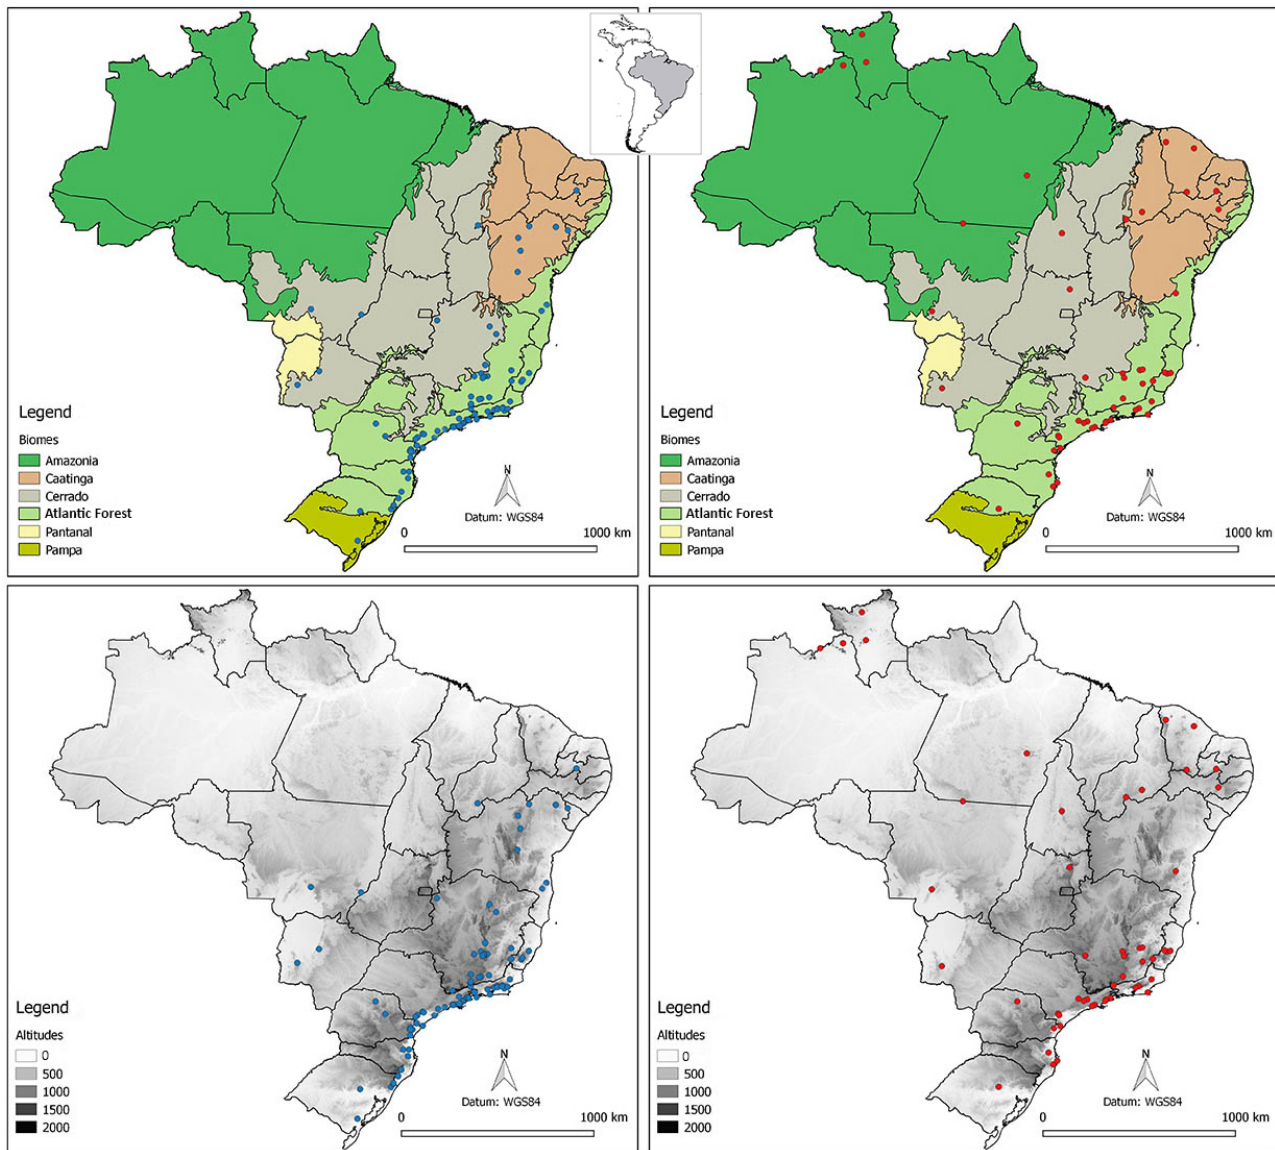 Legend
Biomes
Amazonia
Caatinga
Cerrado
Atlantic Forest
Pantanal
Pampa
N
Datum: WGS84
0 1000 km
Legend
Biomes
Amazonia
Caatinga
Cerrado
Atlantic Forest
Pantanal
Pampa
N
Datum: WGS84
0 1000 km
Legend
Altitudes
0
500
1000
1500
2000
N
Datum: WGS84
0 1000 km
Legend
Altitudes
0
500
1000
1500
2000
N
Datum: WGS84
0 1000 km